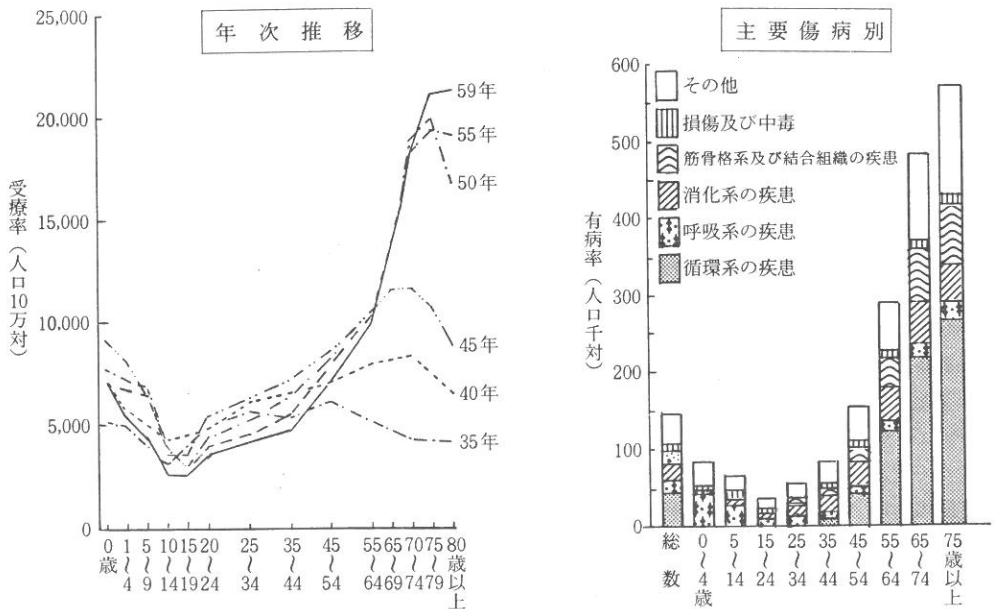 年次推移
受療率（人口10万対）
25,000
20,000
15,000
10,000
5,000
0
59年
55年
50年
45年
40年
35年
0歳
1〜4
5〜9
10〜14
15〜19
20〜24
25〜34
35〜44
45〜54
55〜64
65〜69
70〜74
75〜79
80歳以上
主要傷病別
有病率（人口千対）
600
500
400
300
200
100
0
その他
損傷及び中毒
筋骨格系及び結合組織の疾患
消化系の疾患
呼吸系の疾患
循環系の疾患
総数
0〜4歳
5〜14
15〜24
25〜34
35〜44
45〜54
55〜64
65〜74
75歳以上